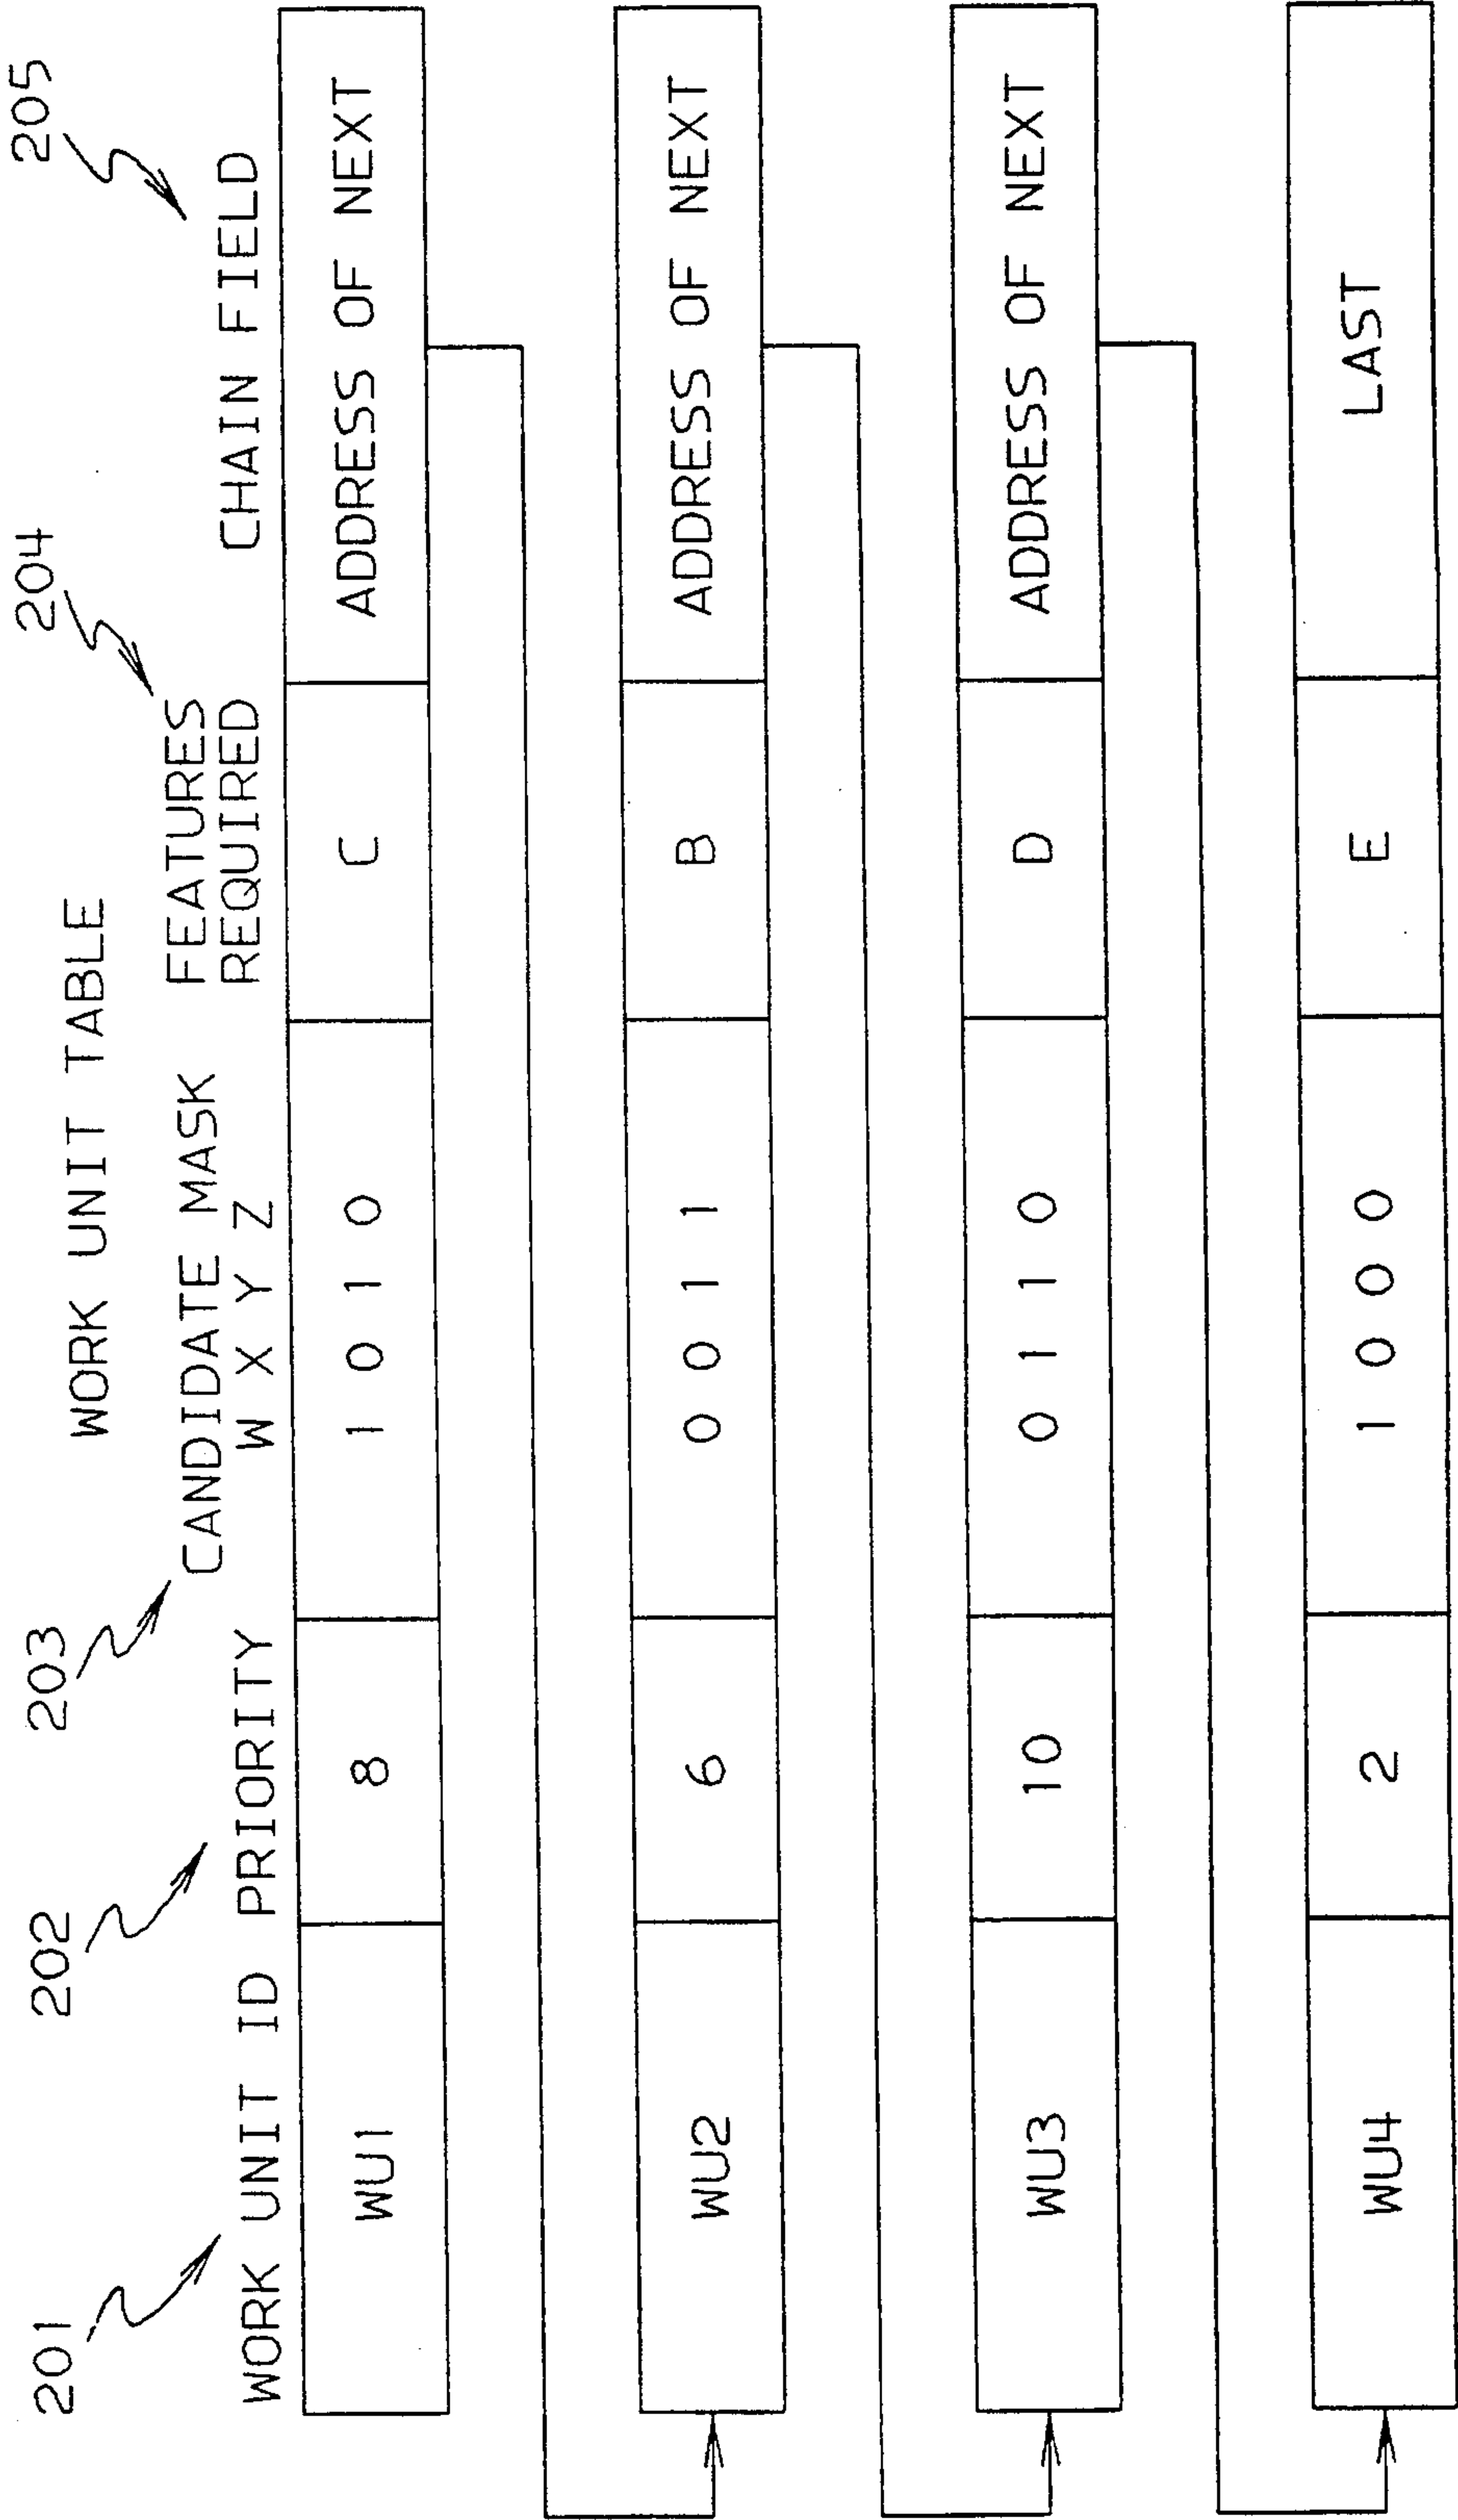 WORK UNIT TABLE
201 202 203 204 205
WORK UNIT ID PRIORITY CANDIDATE MASK FEATURES REQUIRED CHAIN FIELD
W X Y Z
WU1 8 1 0 1 0 C ADDRESS OF NEXT
WU2 6 0 0 1 1 B ADDRESS OF NEXT
WU3 10 0 1 1 0 D ADDRESS OF NEXT
WU4 2 1 0 0 0 E LAST